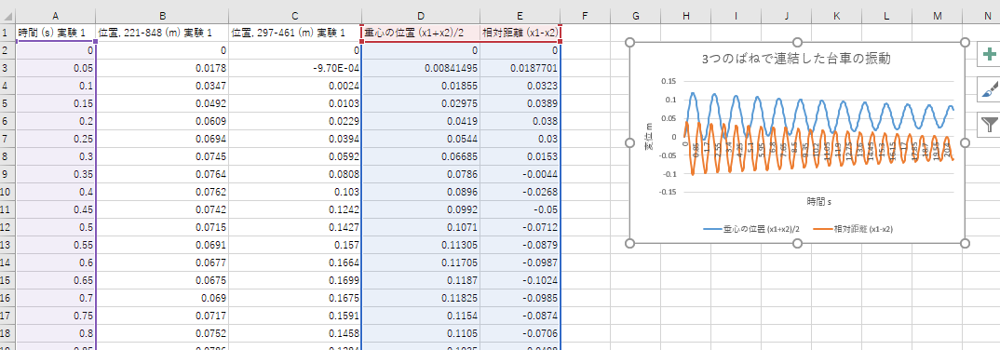 A B C D E F G H I J K L M N
1 時間 (s) 実験 1 位置, 221-848 (m) 実験 1 位置, 297-461 (m) 実験 1 重心の位置 (x1+x2)/2 相対距離 (x1-x2)
2 0 0 0 0 0
3 0.05 0.0178 -9.70E-04 0.00841495 0.0187701
4 0.1 0.0347 0.0024 0.01855 0.0323
5 0.15 0.0492 0.0103 0.02975 0.0389
6 0.2 0.0609 0.0229 0.0419 0.038
7 0.25 0.0694 0.0394 0.0544 0.03
8 0.3 0.0745 0.0592 0.06685 0.0153
9 0.35 0.0764 0.0808 0.0786 -0.0044
10 0.4 0.0762 0.103 0.0896 -0.0268
11 0.45 0.0742 0.1242 0.0992 -0.05
12 0.5 0.0715 0.1427 0.1071 -0.0712
13 0.55 0.0691 0.157 0.11305 -0.0879
14 0.6 0.0677 0.1664 0.11705 -0.0987
15 0.65 0.0675 0.1699 0.1187 -0.1024
16 0.7 0.069 0.1675 0.11825 -0.0985
17 0.75 0.0717 0.1591 0.1154 -0.0874
18 0.8 0.0752 0.1458 0.1105 -0.0706
3つのばねで連結した台車の振動
0.15
0.1
0.05
0
-0.05
-0.1
-0.15
変位 m
時間 s
重心の位置 (x1+x2)/2 相対距離 (x1-x2)